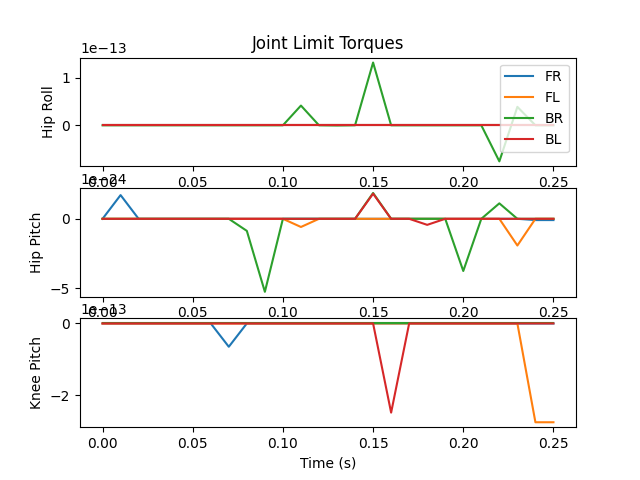 Joint Limit Torques
1e−13
Hip Roll
1
0
FR
FL
BR
BL
0.00 0.05 0.10 0.15 0.20 0.25
1e−24
Hip Pitch
0
−5
0.00 0.05 0.10 0.15 0.20 0.25
1e−13
Knee Pitch
0
−2
0.00 0.05 0.10 0.15 0.20 0.25
Time (s)